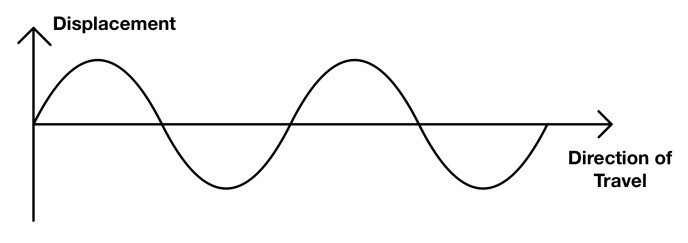 Displacement
Direction of
Travel